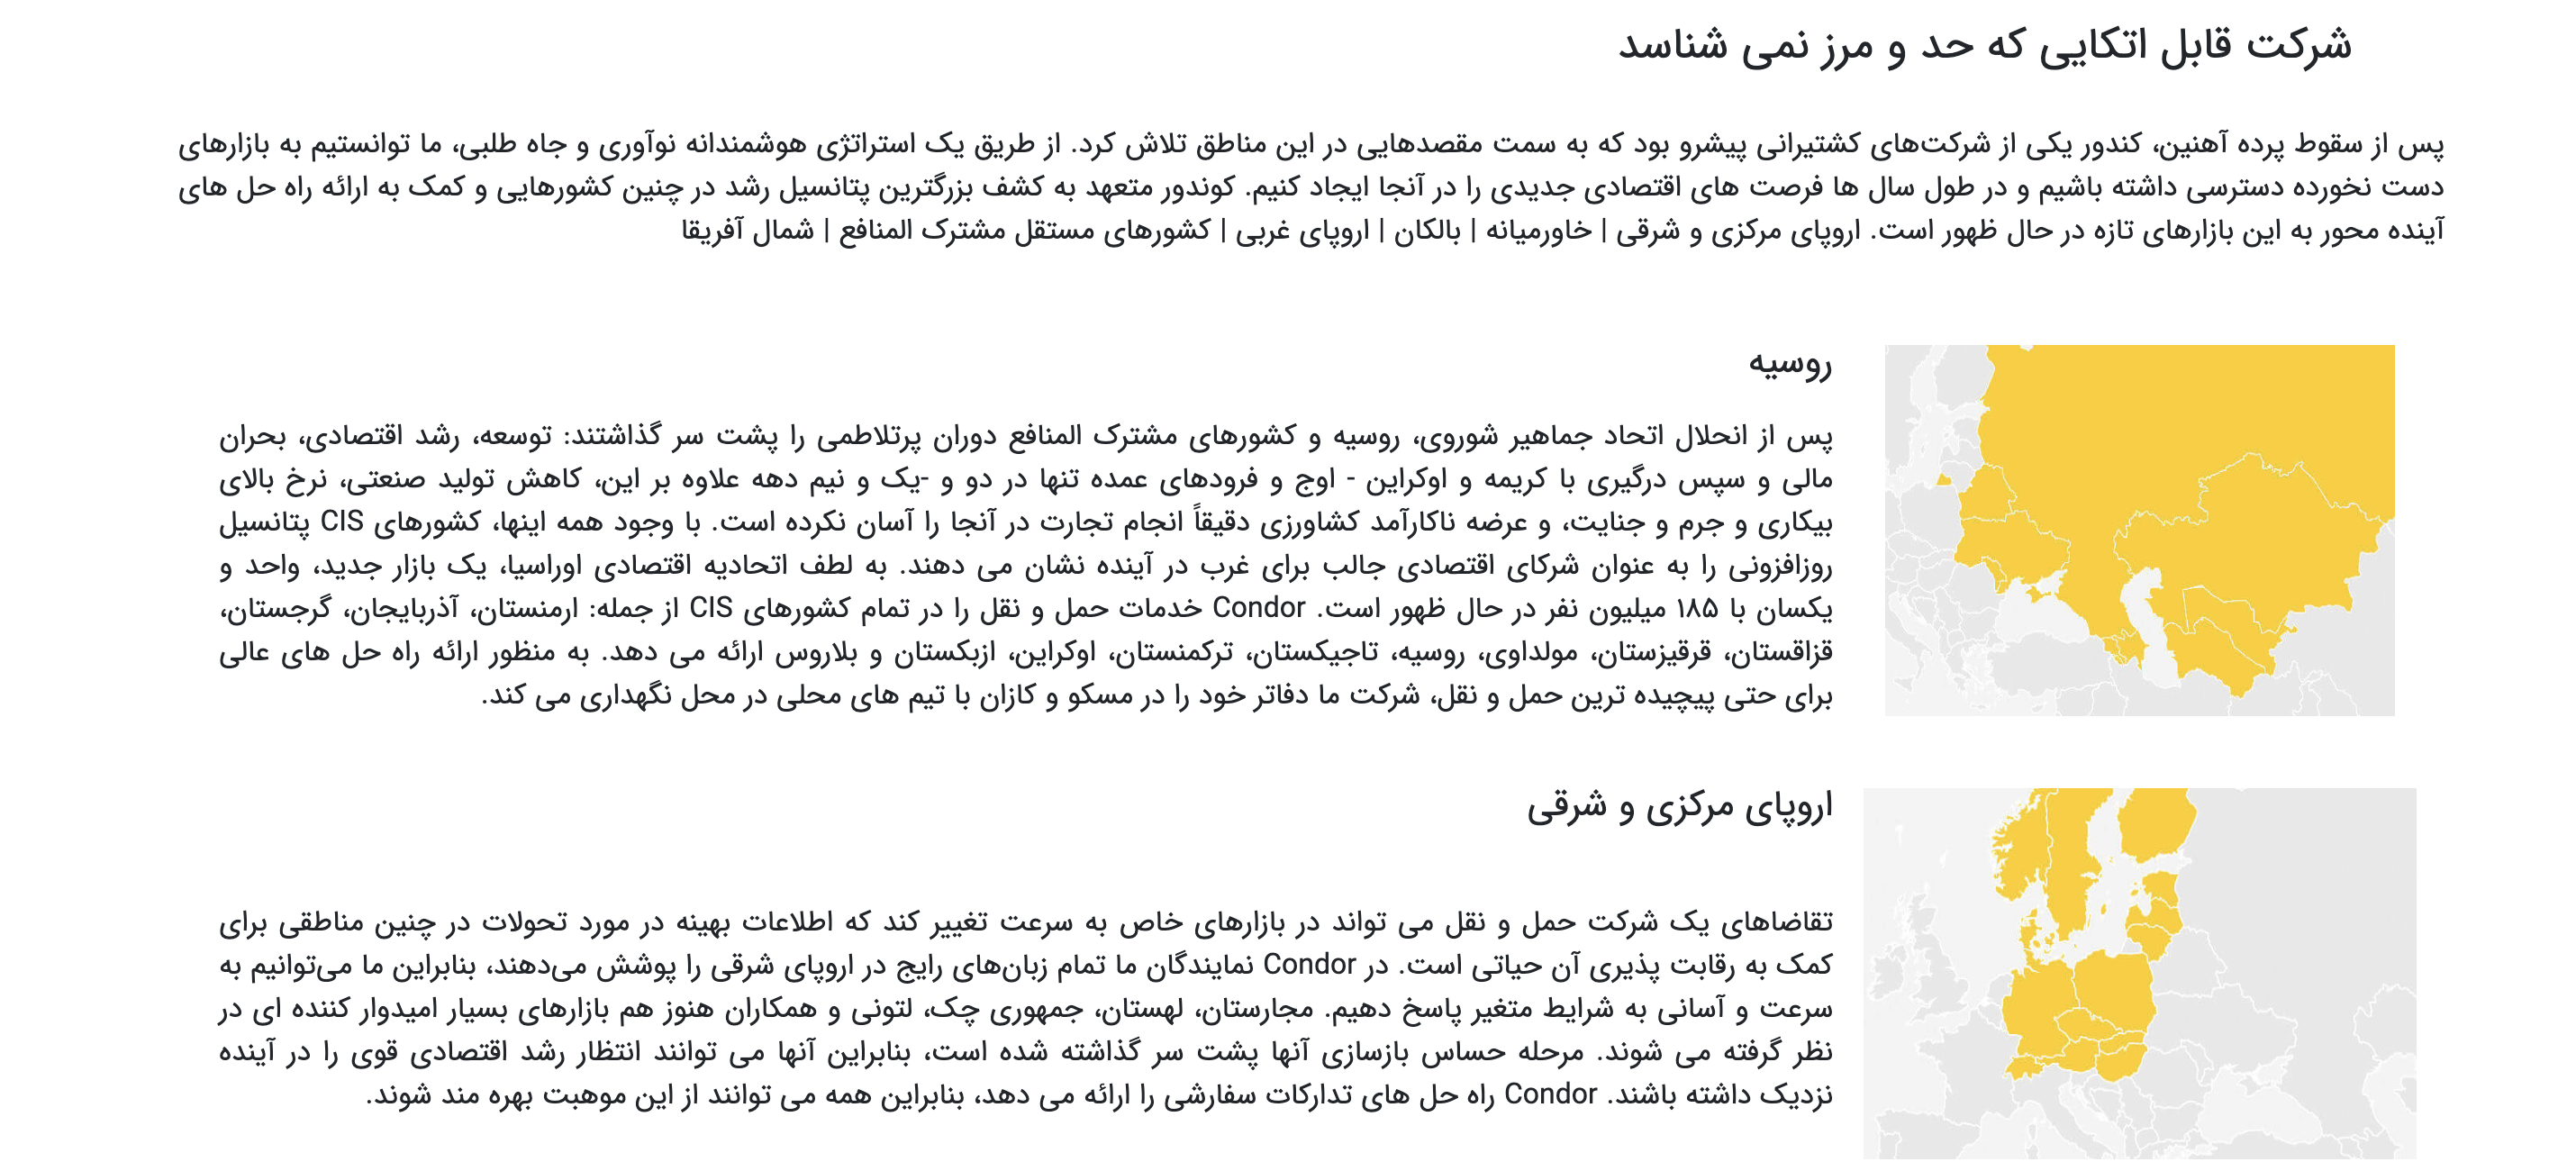 شرکت قابل اتکایی که حد و مرز نمی شناسد
پس از سقوط پرده آهنین، کندور یکی از شرکت‌های کشتیرانی پیشرو بود که به سمت مقصدهایی در این مناطق تلاش کرد. از طریق یک استراتژی هوشمندانه نوآوری و جاه طلبی، ما توانستیم به بازارهای
دست نخورده دسترسی داشته باشیم و در طول سال ها فرصت های اقتصادی جدیدی را در آنجا ایجاد کنیم. کوندور متعهد به کشف بزرگترین پتانسیل رشد در چنین کشورهایی و کمک به ارائه راه حل های
آینده محور به این بازارهای تازه در حال ظهور است. اروپای مرکزی و شرقی | خاورمیانه | بالکان | اروپای غربی | کشورهای مستقل مشترک المنافع | شمال آفریقا
روسیه
پس از انحلال اتحاد جماهیر شوروی، روسیه و کشورهای مشترک المنافع دوران پرتلاطمی را پشت سر گذاشتند: توسعه، رشد اقتصادی، بحران
مالی و سپس درگیری با کریمه و اوکراین - اوج و فرودهای عمده تنها در دو و -یک و نیم دهه علاوه بر این، کاهش تولید صنعتی، نرخ بالای
بیکاری و جرم و جنایت، و عرضه ناکارآمد کشاورزی دقیقاً انجام تجارت در آنجا را آسان نکرده است. با وجود همه اینها، کشورهای CIS پتانسیل
روزافزونی را به عنوان شرکای اقتصادی جالب برای غرب در آینده نشان می دهند. به لطف اتحادیه اقتصادی اوراسیا، یک بازار جدید، واحد و
یکسان با ۱۸۵ میلیون نفر در حال ظهور است. Condor خدمات حمل و نقل را در تمام کشورهای CIS از جمله: ارمنستان، آذربایجان، گرجستان،
قزاقستان، قرقیزستان، مولداوی، روسیه، تاجیکستان، ترکمنستان، اوکراین، ازبکستان و بلاروس ارائه می دهد. به منظور ارائه راه حل های عالی
برای حتی پیچیده ترین حمل و نقل، شرکت ما دفاتر خود را در مسکو و کازان با تیم های محلی در محل نگهداری می کند.
اروپای مرکزی و شرقی
تقاضاهای یک شرکت حمل و نقل می تواند در بازارهای خاص به سرعت تغییر کند که اطلاعات بهینه در مورد تحولات در چنین مناطقی برای
کمک به رقابت پذیری آن حیاتی است. در Condor نمایندگان ما تمام زبان‌های رایج در اروپای شرقی را پوشش می‌دهند، بنابراین ما می‌توانیم به
سرعت و آسانی به شرایط متغیر پاسخ دهیم. مجارستان، لهستان، جمهوری چک، لتونی و همکاران هنوز هم بازارهای بسیار امیدوار کننده ای در
نظر گرفته می شوند. مرحله حساس بازسازی آنها پشت سر گذاشته شده است، بنابراین آنها می توانند انتظار رشد اقتصادی قوی را در آینده
نزدیک داشته باشند. Condor راه حل های تدارکات سفارشی را ارائه می دهد، بنابراین همه می توانند از این موهبت بهره مند شوند.